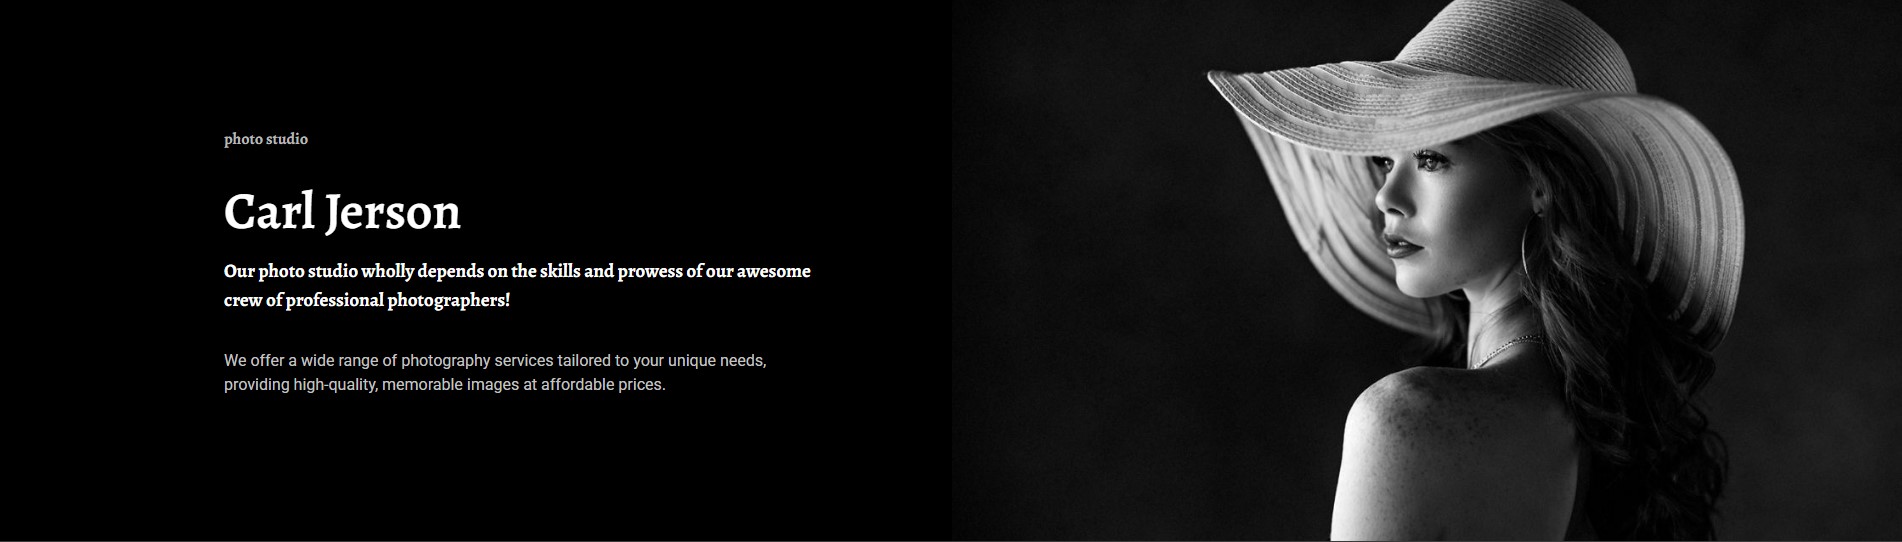 photo studio
Carl Jerson
Our photo studio wholly depends on the skills and prowess of our awesome
crew of professional photographers!
We offer a wide range of photography services tailored to your unique needs,
providing high-quality, memorable images at affordable prices.